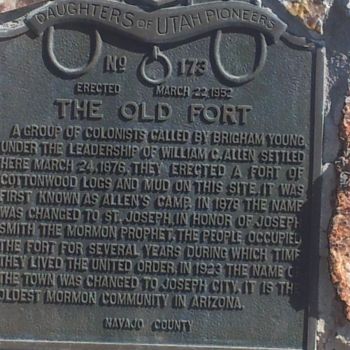 DAUGHTERS OF UTAH PIONEERS
No 173
ERECTED MARCH 22, 1952
THE OLD FORT
A GROUP OF COLONISTS CALLED BY BRIGHAM YOUNG,
UNDER THE LEADERSHIP OF WILLIAM C. ALLEN SETTLED
HERE MARCH 24, 1876. THEY ERECTED A FORT OF
COTTONWOOD LOGS AND MUD ON THIS SITE. IT WAS
FIRST KNOWN AS ALLEN'S CAMP. IN 1878 THE NAME
WAS CHANGED TO ST. JOSEPH, IN HONOR OF JOSEPH
SMITH THE MORMON PROPHET. THE PEOPLE OCCUPIED
THE FORT FOR SEVERAL YEARS DURING WHICH TIME
THEY LIVED THE UNITED ORDER. IN 1923 THE NAME OF
THE TOWN WAS CHANGED TO JOSEPH CITY. IT IS THE
OLDEST MORMON COMMUNITY IN ARIZONA.
NAVAJO COUNTY